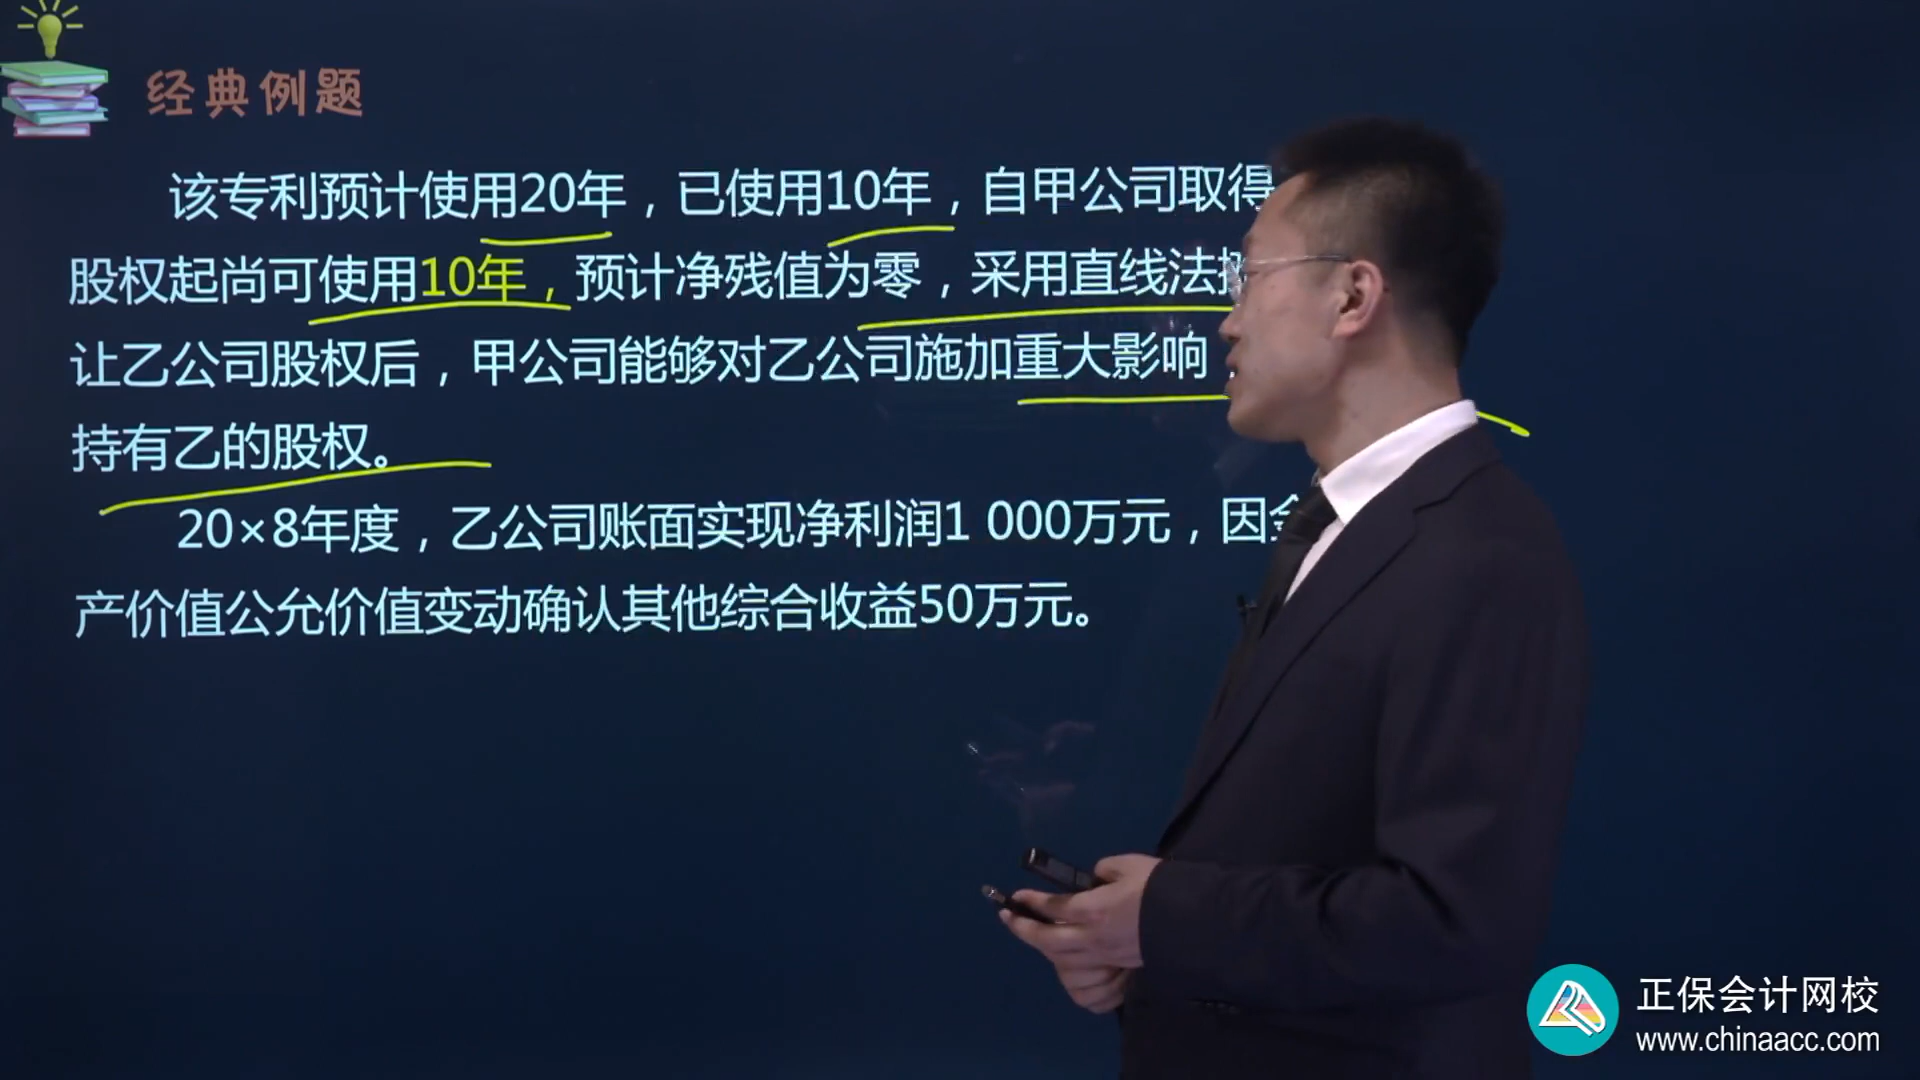 经典例题
该专利预计使用20年，已使用10年，自甲公司取得
股权起尚可使用10年，预计净残值为零，采用直线法
让乙公司股权后，甲公司能够对乙公司施加重大影响
持有乙的股权。
20×8年度，乙公司账面实现净利润1 000万元，因
产价值公允价值变动确认其他综合收益50万元。
正保会计网校
www.chinaacc.com